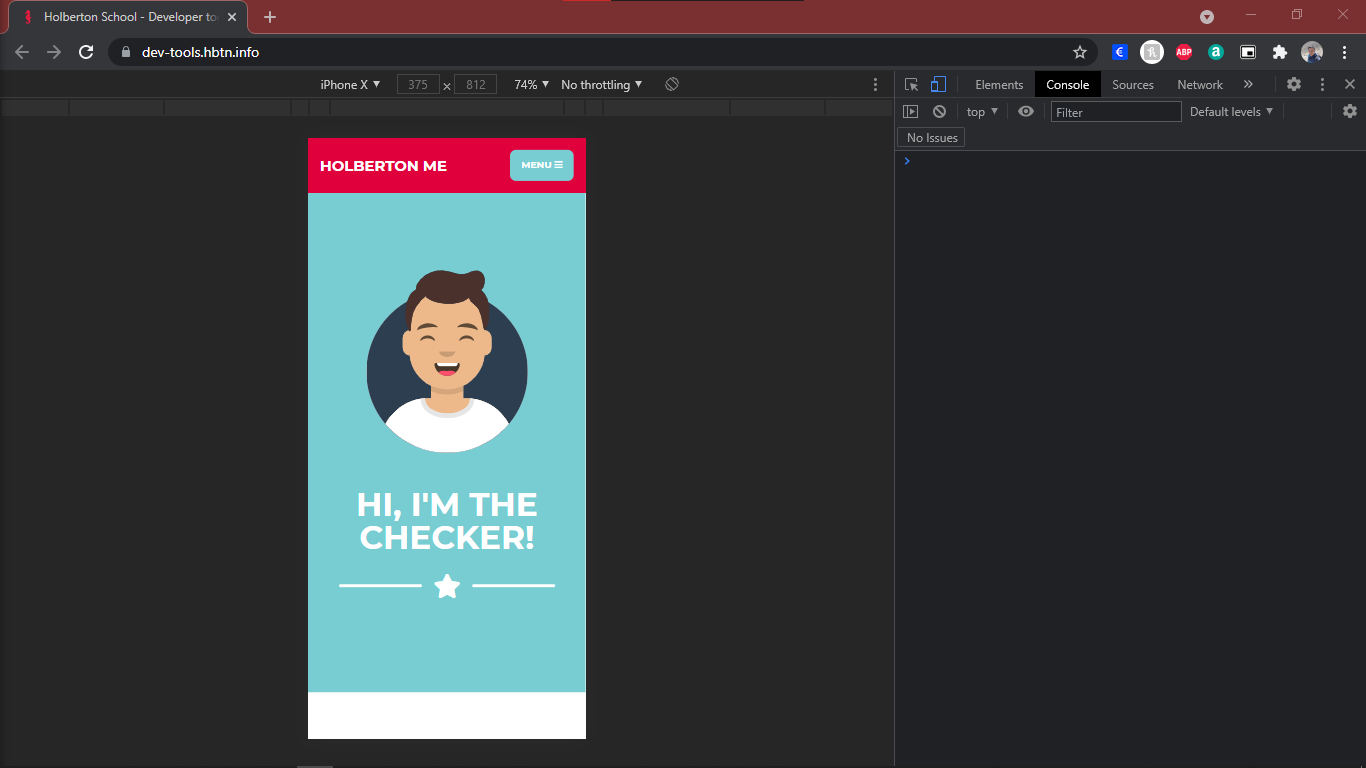 Holberton School - Developer to
dev-tools.hbtn.info
ABP
a
€
iPhone X 375 × 812 74% No throttling
Elements Console Sources Network
top Filter Default levels
No Issues
HOLBERTON ME
MENU
HI, I'M THE
CHECKER!